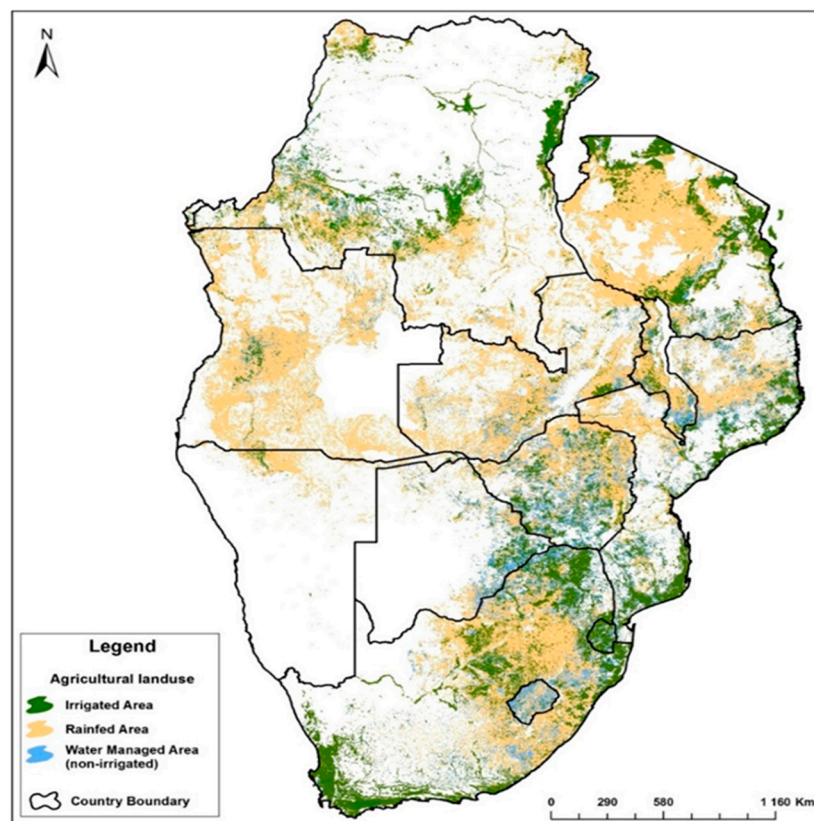 N
Legend
Agricultural landuse
Irrigated Area
Rainfed Area
Water Managed Area
(non-irrigated)
Country Boundary
0 290 580 1 160 Km